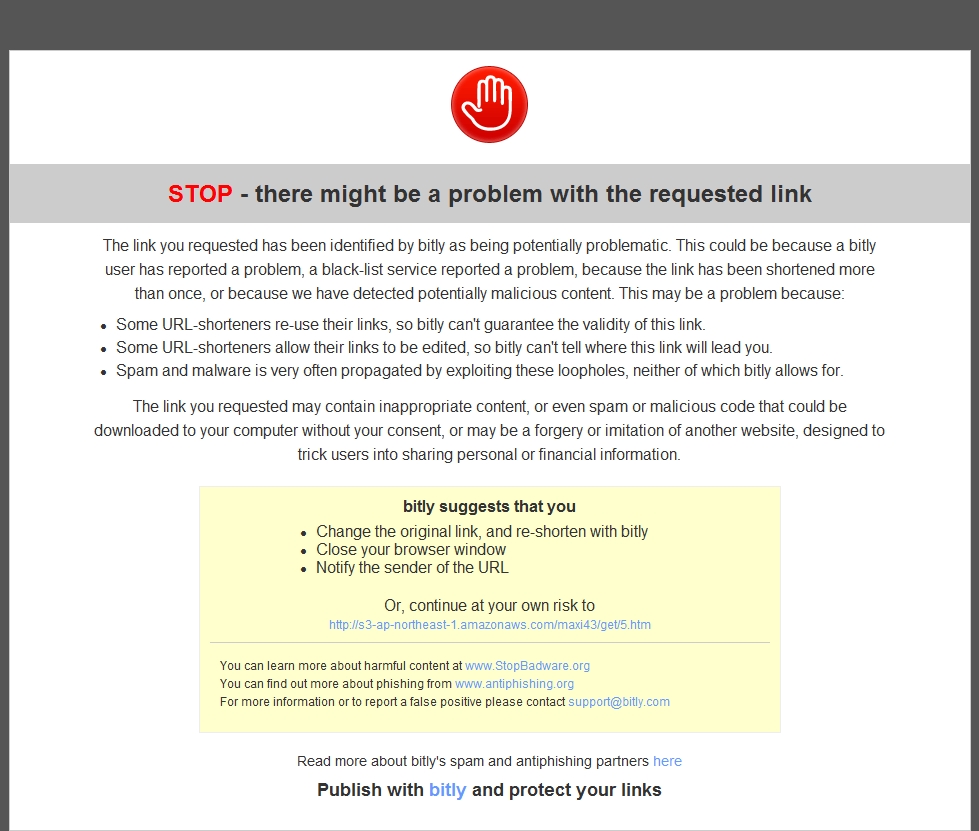 STOP - there might be a problem with the requested link
The link you requested has been identified by bitly as being potentially problematic. This could be because a bitly
user has reported a problem, a black-list service reported a problem, because the link has been shortened more
than once, or because we have detected potentially malicious content. This may be a problem because:
• Some URL-shorteners re-use their links, so bitly can't guarantee the validity of this link.
• Some URL-shorteners allow their links to be edited, so bitly can't tell where this link will lead you.
• Spam and malware is very often propagated by exploiting these loopholes, neither of which bitly allows for.
The link you requested may contain inappropriate content, or even spam or malicious code that could be
downloaded to your computer without your consent, or may be a forgery or imitation of another website, designed to
trick users into sharing personal or financial information.
bitly suggests that you
• Change the original link, and re-shorten with bitly
• Close your browser window
• Notify the sender of the URL
Or, continue at your own risk to
http://s3-ap-northeast-1.amazonaws.com/maxi43/get/5.htm
You can learn more about harmful content at www.StopBadware.org
You can find out more about phishing from www.antiphishing.org
For more information or to report a false positive please contact support@bitly.com
Read more about bitly's spam and antiphishing partners here
Publish with bitly and protect your links